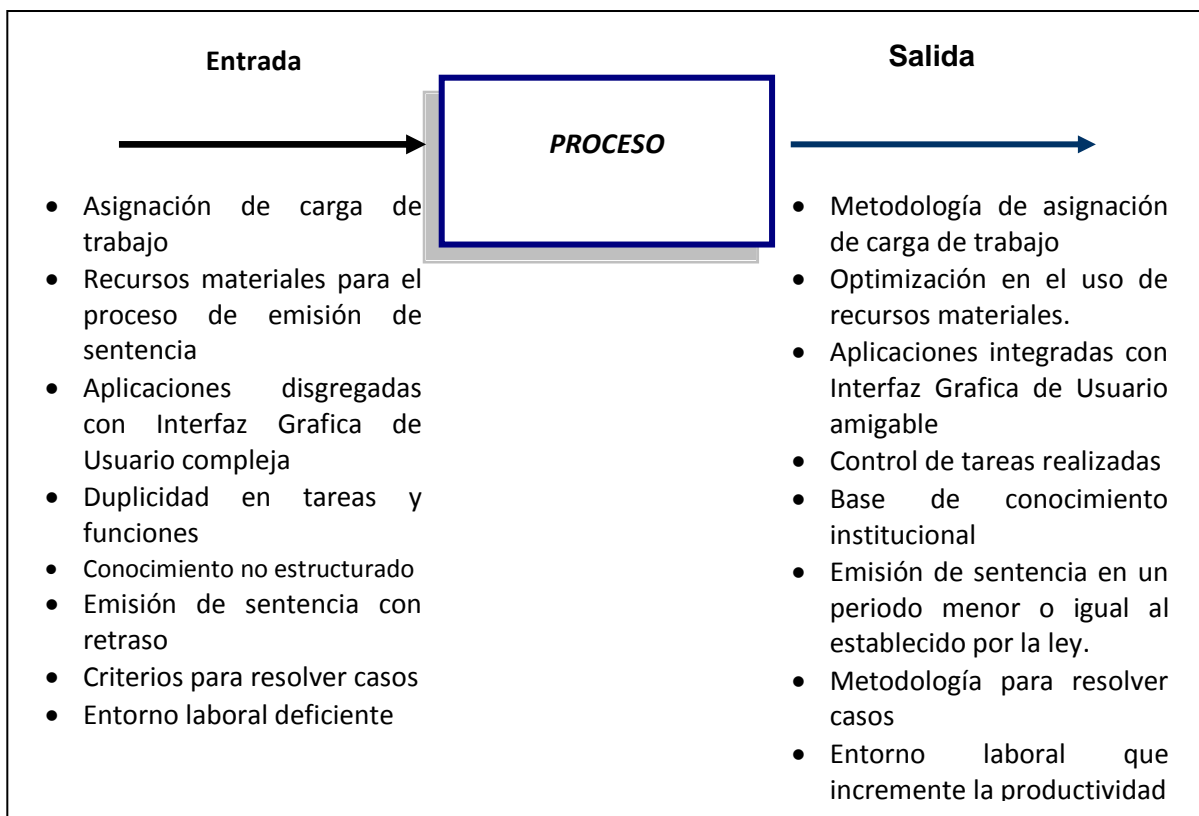 Entrada
Asignación de carga de
trabajo
Recursos materiales para el
proceso de emisión de
sentencia
Aplicaciones disgregadas
con Interfaz Grafica de
Usuario compleja
Duplicidad en tareas y
funciones
Conocimiento no estructurado
Emisión de sentencia con
retraso
Criterios para resolver casos
Entorno laboral deficiente
PROCESO
Salida
Metodología de asignación
de carga de trabajo
Optimización en el uso de
recursos materiales.
Aplicaciones integradas con
Interfaz Grafica de Usuario
amigable
Control de tareas realizadas
Base de conocimiento
institucional
Emisión de sentencia en un
periodo menor o igual al
establecido por la ley.
Metodología para resolver
casos
Entorno laboral que
incremente la productividad